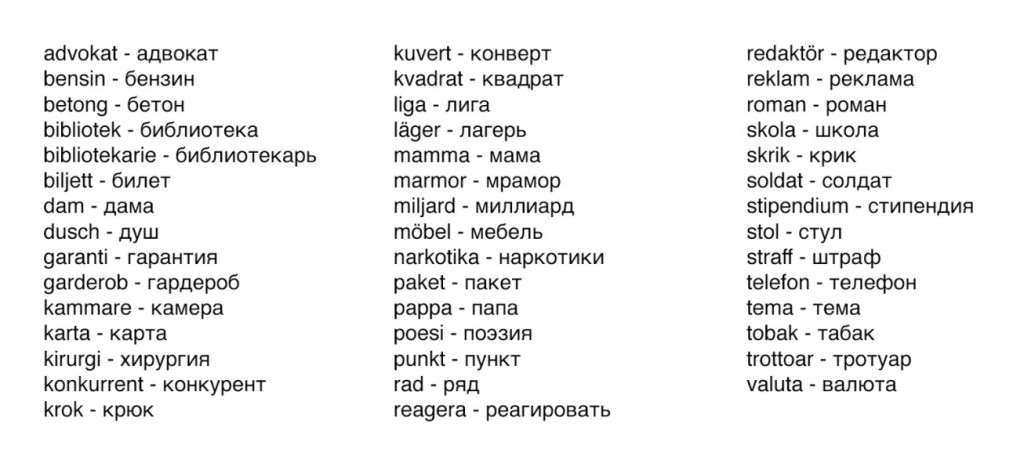 advokat - адвокат
bensin - бензин
betong - бетон
bibliotek - библиотека
bibliotekarie - библиотекарь
biljett - билет
dam - дама
dusch - душ
garanti - гарантия
garderob - гардероб
kammare - камера
karta - карта
kirurgi - хирургия
konkurrent - конкурент
krok - крюк
kuvert - конверт
kvadrat - квадрат
liga - лига
läger - лагерь
mamma - мама
marmor - мрамор
miljard - миллиард
möbel - мебель
narkotika - наркотики
paket - пакет
pappa - папа
poesi - поэзия
punkt - пункт
rad - ряд
reagera - реагировать
redaktör - редактор
reklam - реклама
roman - роман
skola - школа
skrik - крик
soldat - солдат
stipendium - стипендия
stol - стул
straff - штраф
telefon - телефон
tema - тема
tobak - табак
trottoar - тротуар
valuta - валюта